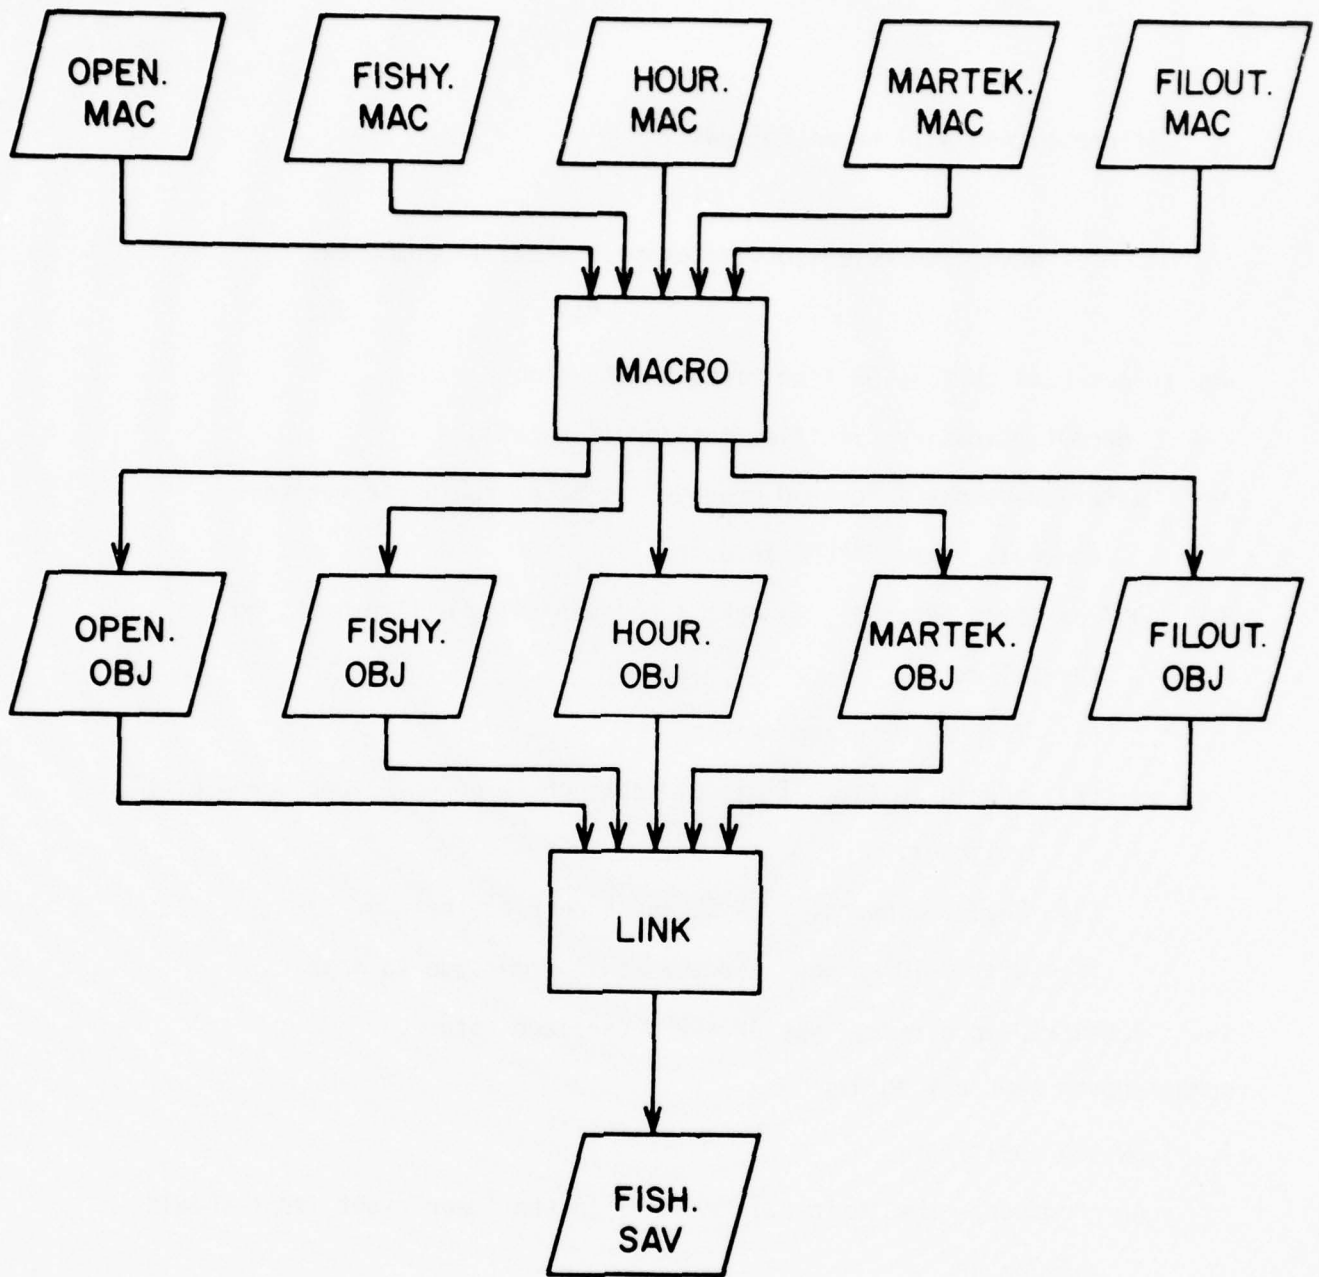 OPEN.
MAC
FISHY.
MAC
HOUR.
MAC
MARTEK.
MAC
FILOUT.
MAC
MACRO
OPEN.
OBJ
FISHY.
OBJ
HOUR.
OBJ
MARTEK.
OBJ
FILOUT.
OBJ
LINK
FISH.
SAV